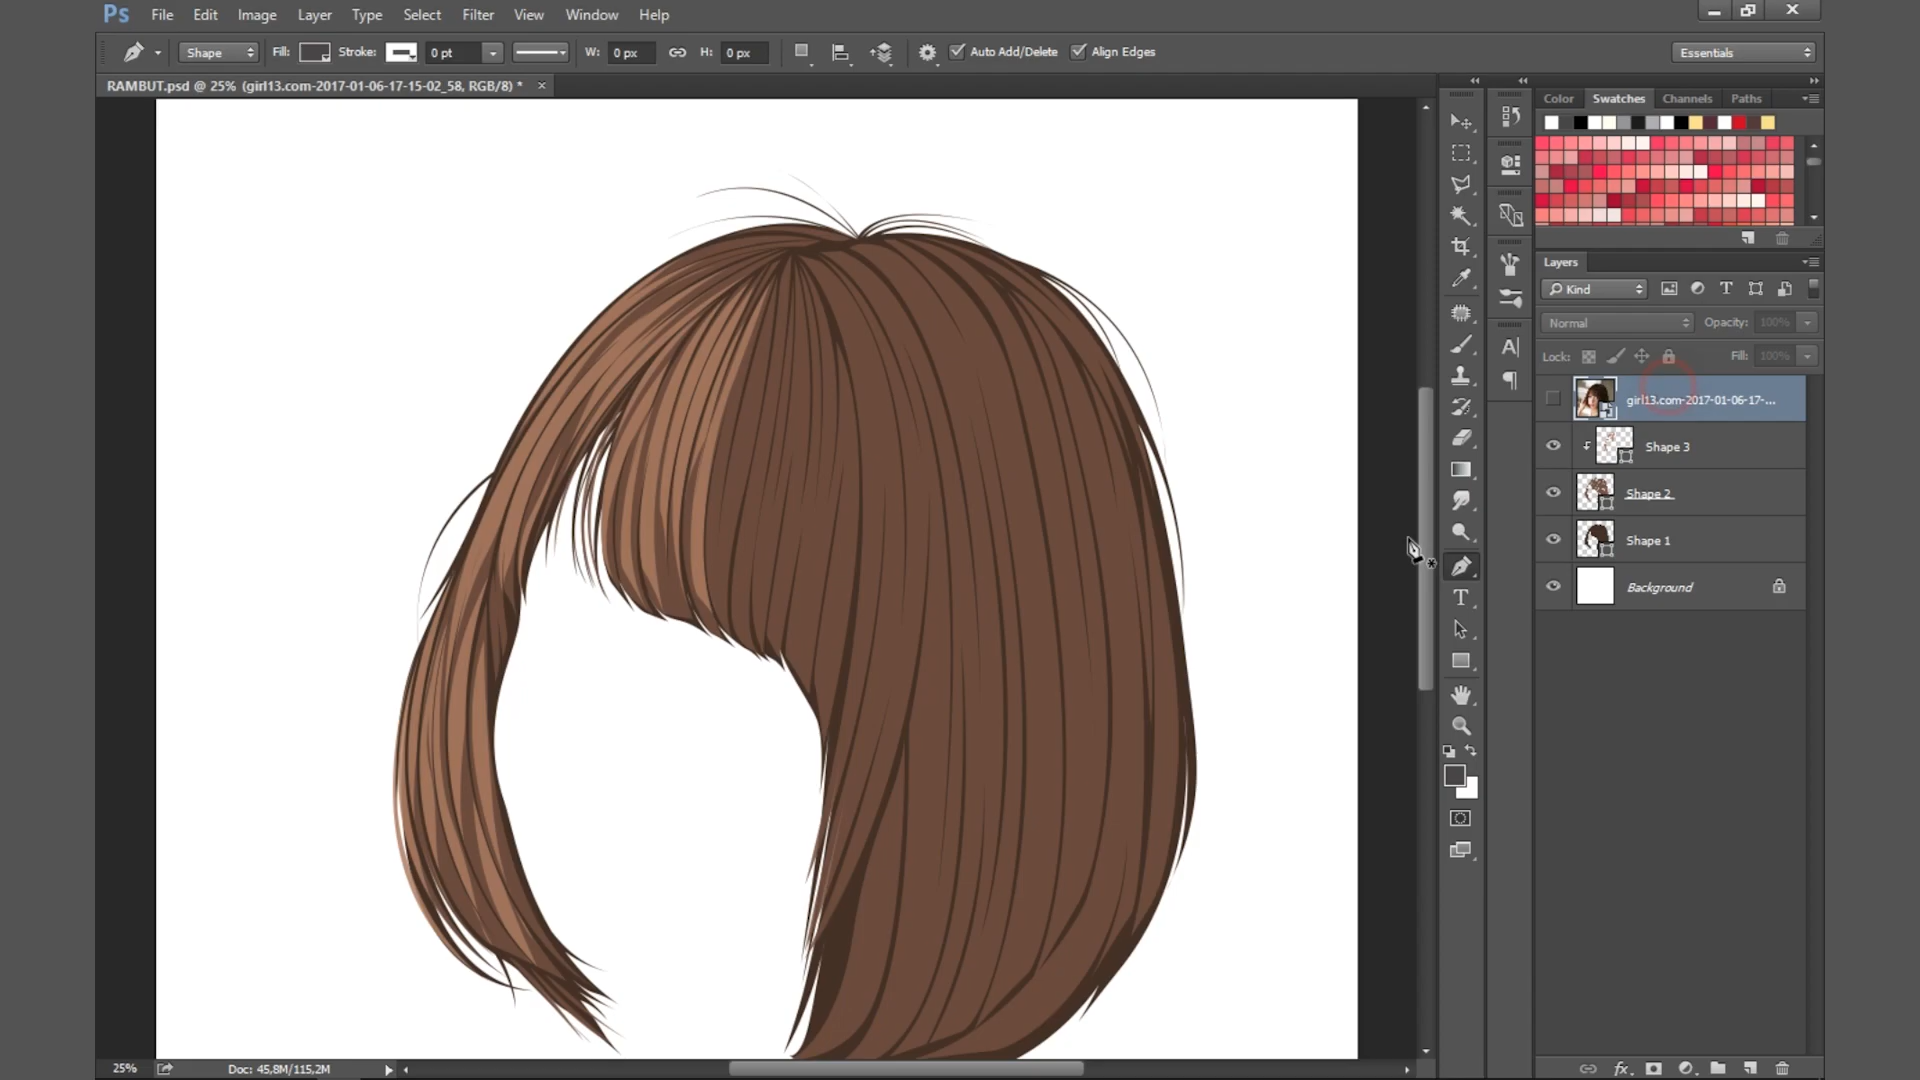 Ps File Edit Image Layer Type Select Filter View Window Help
Shape Fill: Stroke: 0 pt W: 0 px H: 0 px Auto Add/Delete Align Edges Essentials
RAMBUT.psd @ 25% (girl13.com-2017-01-06-17-15-02_58, RGB/8) * ×
Color Swatches Channels Paths
Layers
Kind
Normal Opacity: 100%
Lock: Fill: 100%
girl13.com-2017-01-06-17-...
Shape 3
Shape 2
Shape 1
Background
25% Doc: 45,8M/115,2M